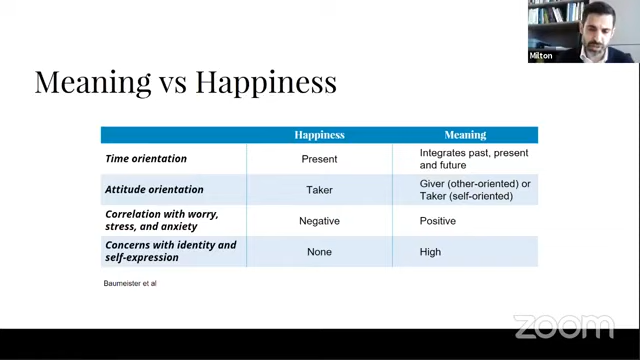 Milton
Meaning vs Happiness
Happiness Meaning
Time orientation Present Integrates past, present
and future
Attitude orientation Taker Giver (other-oriented) or
Taker (self-oriented)
Correlation with worry,
stress, and anxiety Negative Positive
Concerns with identity and
self-expression None High
Baumeister et al
zoom